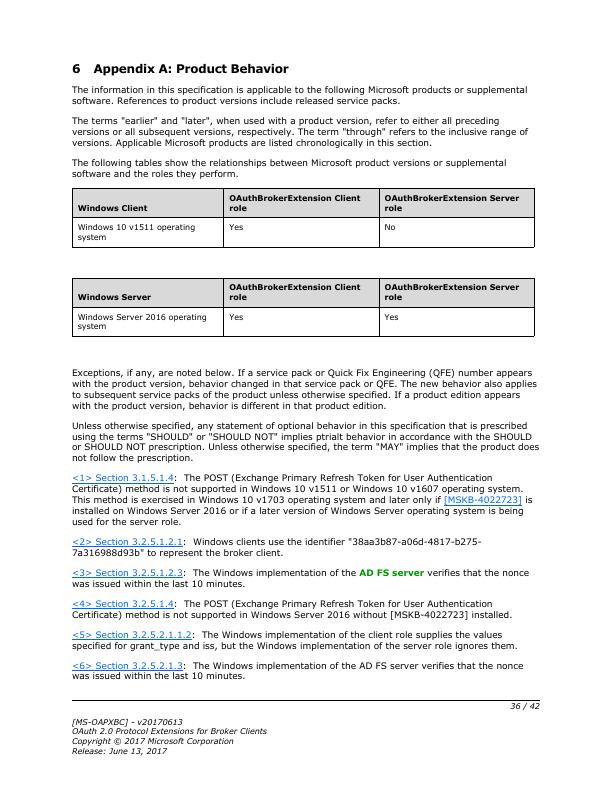 6 Appendix A: Product Behavior
The information in this specification is applicable to the following Microsoft products or supplemental
software. References to product versions include released service packs.
The terms "earlier" and "later", when used with a product version, refer to either all preceding
versions or all subsequent versions, respectively. The term "through" refers to the inclusive range of
versions. Applicable Microsoft products are listed chronologically in this section.
The following tables show the relationships between Microsoft product versions or supplemental
software and the roles they perform.
Windows Client
OAuthBrokerExtension Client
role
OAuthBrokerExtension Server
role
Windows 10 v1511 operating
system
Yes
No
Windows Server
OAuthBrokerExtension Client
role
OAuthBrokerExtension Server
role
Windows Server 2016 operating
system
Yes
Yes
Exceptions, if any, are noted below. If a service pack or Quick Fix Engineering (QFE) number appears
with the product version, behavior changed in that service pack or QFE. The new behavior also applies
to subsequent service packs of the product unless otherwise specified. If a product edition appears
with the product version, behavior is different in that product edition.
Unless otherwise specified, any statement of optional behavior in this specification that is prescribed
using the terms "SHOULD" or "SHOULD NOT" implies ptrialt behavior in accordance with the SHOULD
or SHOULD NOT prescription. Unless otherwise specified, the term "MAY" implies that the product does
not follow the prescription.
<1> Section 3.1.5.1.4: The POST (Exchange Primary Refresh Token for User Authentication
Certificate) method is not supported in Windows 10 v1511 or Windows 10 v1607 operating system.
This method is exercised in Windows 10 v1703 operating system and later only if [MSKB-4022723] is
installed on Windows Server 2016 or if a later version of Windows Server operating system is being
used for the server role.
<2> Section 3.2.5.1.2.1: Windows clients use the identifier "38aa3b87-a06d-4817-b275-
7a316988d93b" to represent the broker client.
<3> Section 3.2.5.1.2.3: The Windows implementation of the AD FS server verifies that the nonce
was issued within the last 10 minutes.
<4> Section 3.2.5.1.4: The POST (Exchange Primary Refresh Token for User Authentication
Certificate) method is not supported in Windows Server 2016 without [MSKB-4022723] installed.
<5> Section 3.2.5.2.1.1.2: The Windows implementation of the client role supplies the values
specified for grant_type and iss, but the Windows implementation of the server role ignores them.
<6> Section 3.2.5.2.1.3: The Windows implementation of the AD FS server verifies that the nonce
was issued within the last 10 minutes.
36 / 42
[MS-OAPXBC] - v20170613
OAuth 2.0 Protocol Extensions for Broker Clients
Copyright © 2017 Microsoft Corporation
Release: June 13, 2017